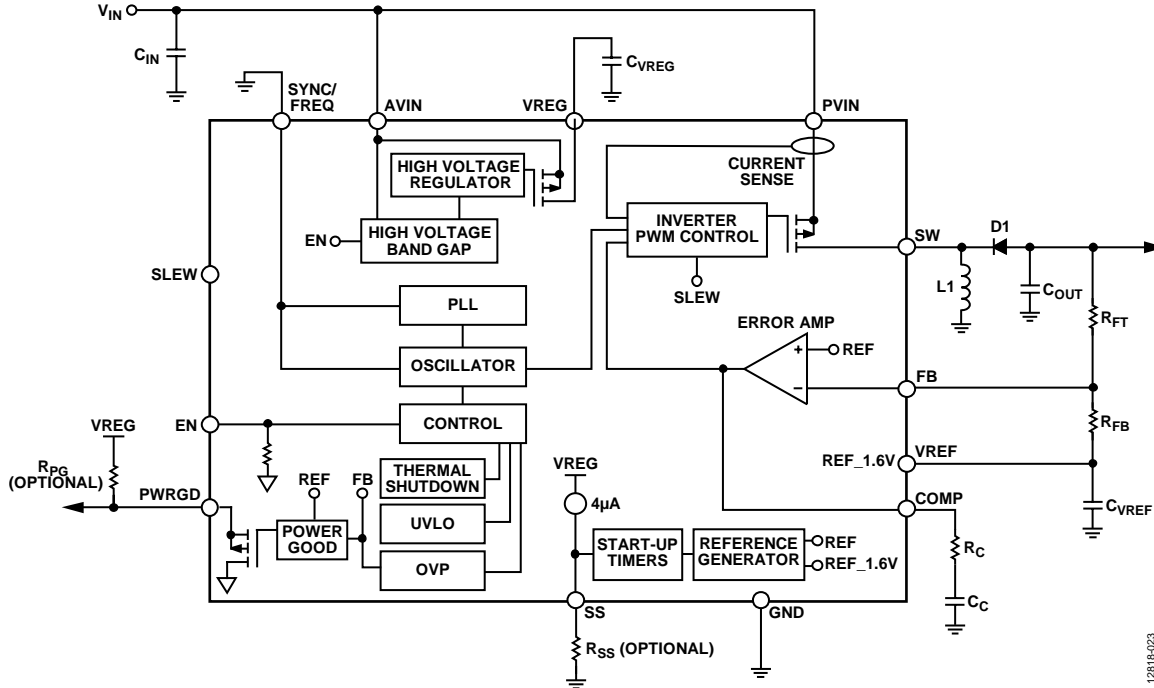 VIN
CIN
SYNC/
FREQ
AVIN
VREG
CVREG
PVIN
HIGH VOLTAGE
REGULATOR
CURRENT
SENSE
EN
HIGH VOLTAGE
BAND GAP
INVERTER
PWM CONTROL
SLEW
SW
D1
L1
COUT
RFT
SLEW
PLL
OSCILLATOR
ERROR AMP
+
REF
−
FB
RFB
EN
CONTROL
VREG
RPG
(OPTIONAL)
PWRGD
THERMAL
SHUTDOWN
REF
FB
UVLO
POWER
GOOD
OVP
VREG
4µA
START-UP
TIMERS
REFERENCE
GENERATOR
REF
REF_1.6V
REF_1.6V
VREF
COMP
CVREF
RC
CC
SS
RSS (OPTIONAL)
GND
12818-023